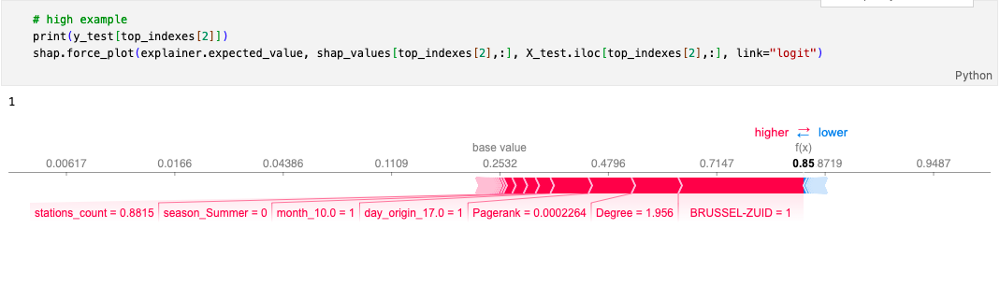 # high example
print(y_test[top_indexes[2]])
shap.force_plot(explainer.expected_value, shap_values[top_indexes[2],:], X_test.iloc[top_indexes[2],:], link="logit")
Python
1
higher ⇄ lower
base value f(x)
0.00617 0.0166 0.04386 0.1109 0.2532 0.4796 0.7147 0.85 8719 0.9487
stations_count = 0.8815 season_Summer = 0 month_10.0 = 1 day_origin_17.0 = 1 Pagerank = 0.0002264 Degree = 1.956 BRUSSEL-ZUID = 1